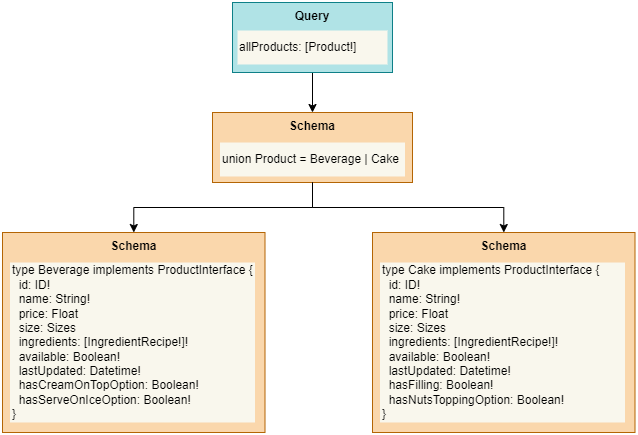 Query
allProducts: [Product!]
Schema
union Product = Beverage | Cake
Schema
type Beverage implements ProductInterface {
id: ID!
name: String!
price: Float
size: Sizes
ingredients: [IngredientRecipe!]!
available: Boolean!
lastUpdated: Datetime!
hasCreamOnTopOption: Boolean!
hasServeOnIceOption: Boolean!
}
Schema
type Cake implements ProductInterface {
id: ID!
name: String!
price: Float
size: Sizes
ingredients: [IngredientRecipe!]!
available: Boolean!
lastUpdated: Datetime!
hasFilling: Boolean!
hasNutsToppingOption: Boolean!
}